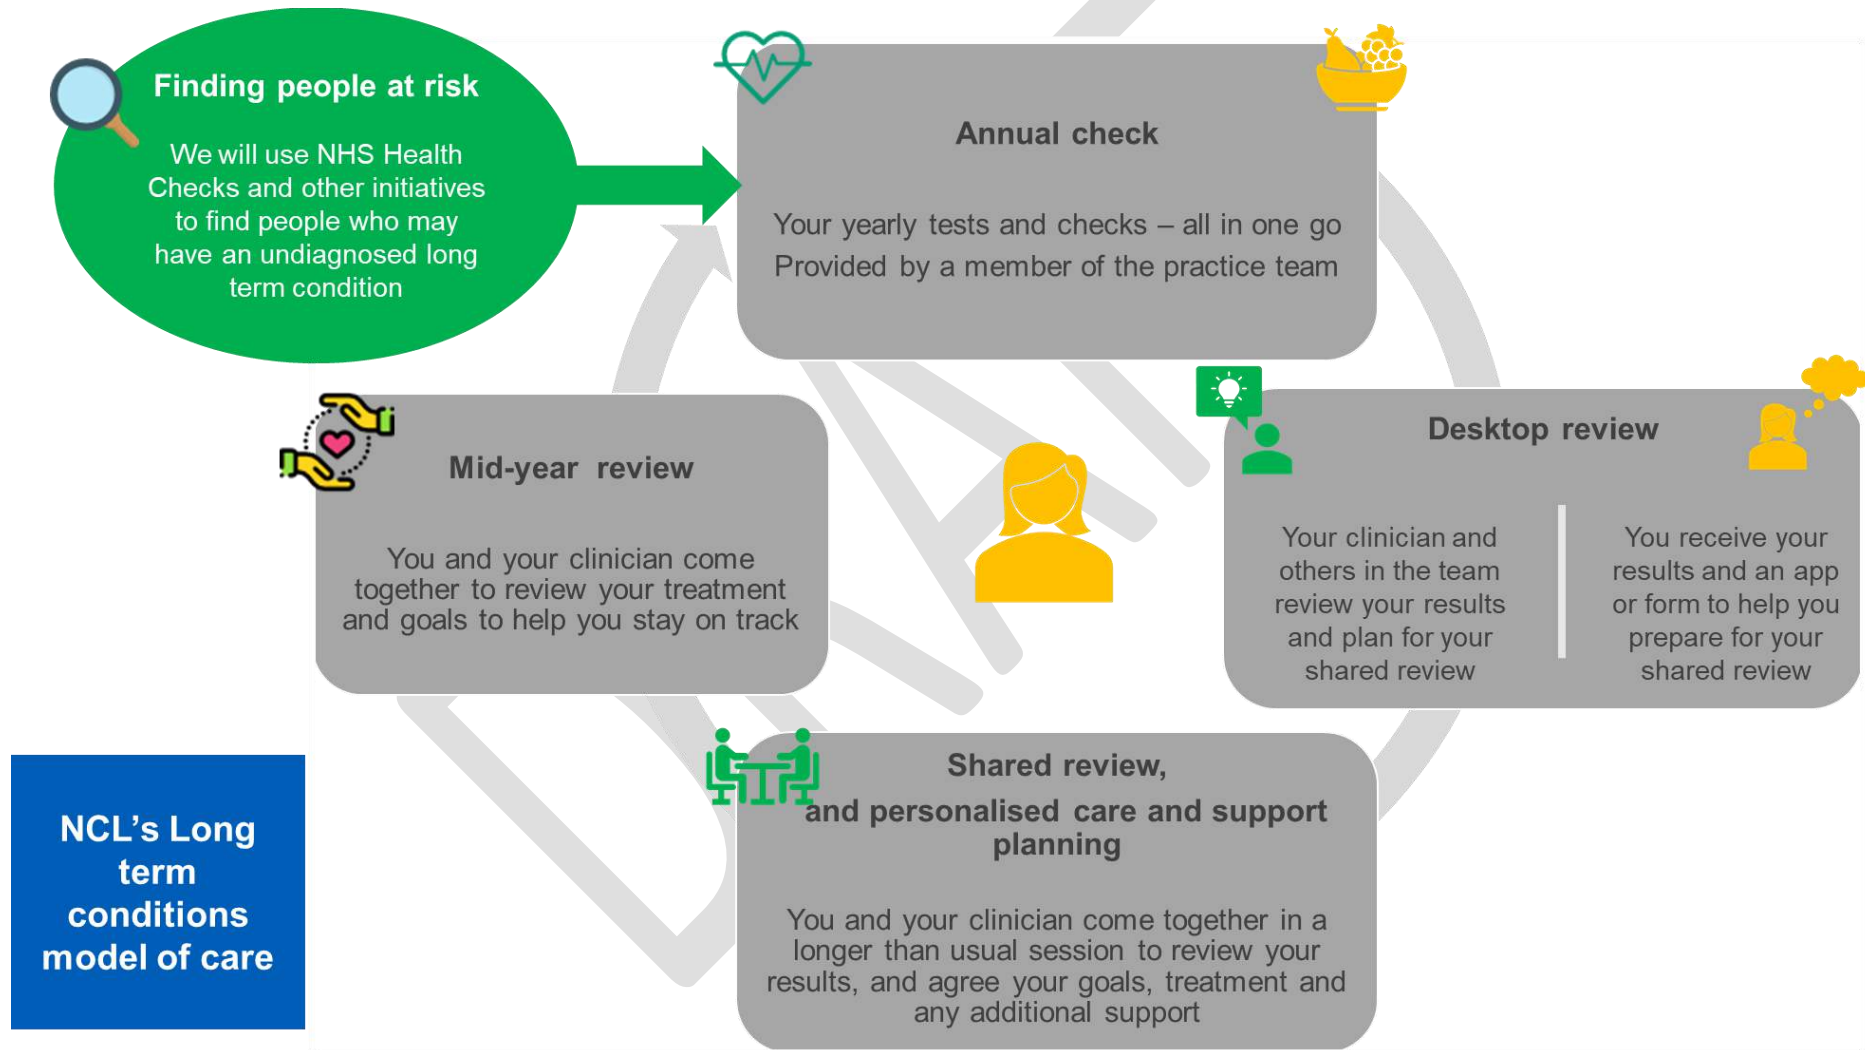 Finding people at risk
We will use NHS Health
Checks and other initiatives
to find people who may
have an undiagnosed long
term condition
Annual check
Your yearly tests and checks – all in one go
Provided by a member of the practice team
Mid-year review
You and your clinician come
together to review your treatment
and goals to help you stay on track
Desktop review
Your clinician and
others in the team
review your results
and plan for your
shared review
You receive your
results and an app
or form to help you
prepare for your
shared review
Shared review,
and personalised care and support
planning
You and your clinician come together in a
longer than usual session to review your
results, and agree your goals, treatment and
any additional support
NCL’s Long
term
conditions
model of care
DRAFT